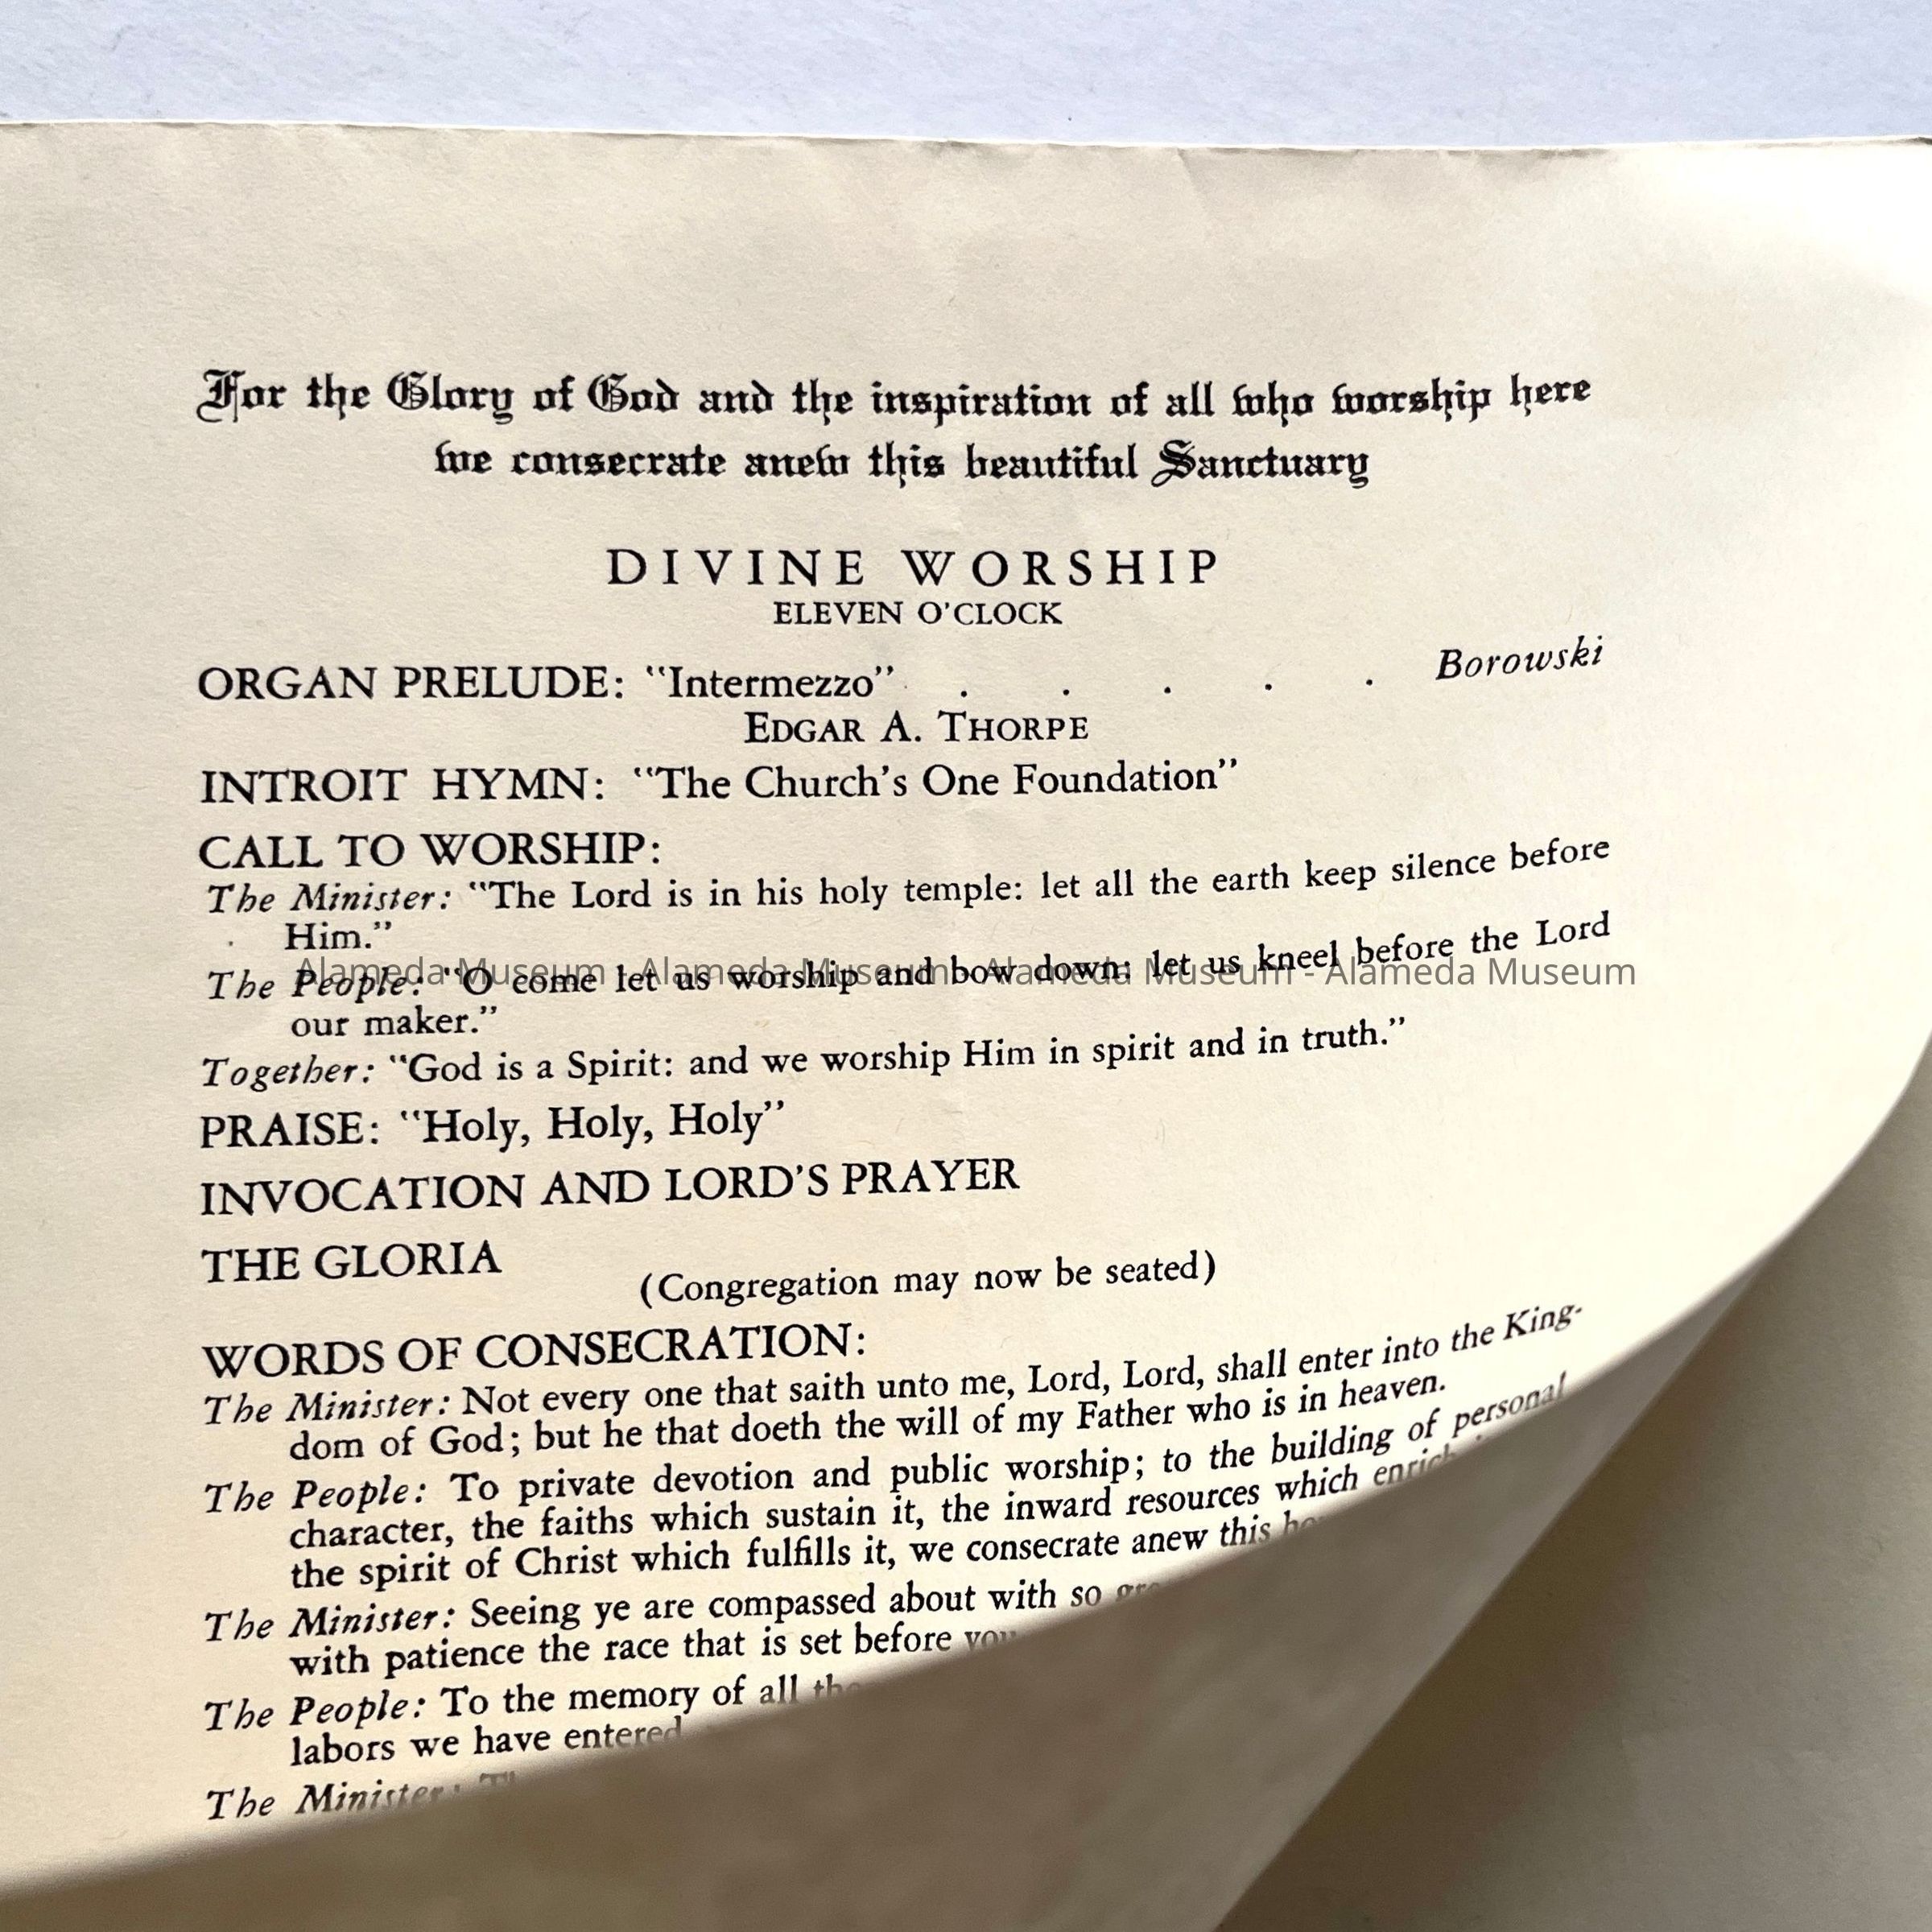 For the Glory of God and the inspiration of all who worship here
we consecrate anew this beautiful Sanctuary
DIVINE WORSHIP
ELEVEN O'CLOCK
ORGAN PRELUDE: "Intermezzo" . . . . . Borowski
EDGAR A. THORPE
INTROIT HYMN: "The Church's One Foundation"
CALL TO WORSHIP:
The Minister: "The Lord is in his holy temple: let all the earth keep silence before
Him."
The People: "O come let us worship and bow down: let us kneel before the Lord
Alameda Museum - Alameda Museum - Alameda Museum - Alameda Museum
our maker."
Together: "God is a Spirit: and we worship Him in spirit and in truth."
PRAISE: "Holy, Holy, Holy"
INVOCATION AND LORD'S PRAYER
THE GLORIA
(Congregation may now be seated)
WORDS OF CONSECRATION:
The Minister: Not every one that saith unto me, Lord, Lord, shall enter into the King-
dom of God; but he that doeth the will of my Father who is in heaven.
The People: To private devotion and public worship; to the building of personal
character, the faiths which sustain it, the inward resources which enrich
the spirit of Christ which fulfills it, we consecrate anew this
The Minister: Seeing ye are compassed about with so
with patience the race that is set before you
The People: To the memory of all
labors we have entered
The Minister: